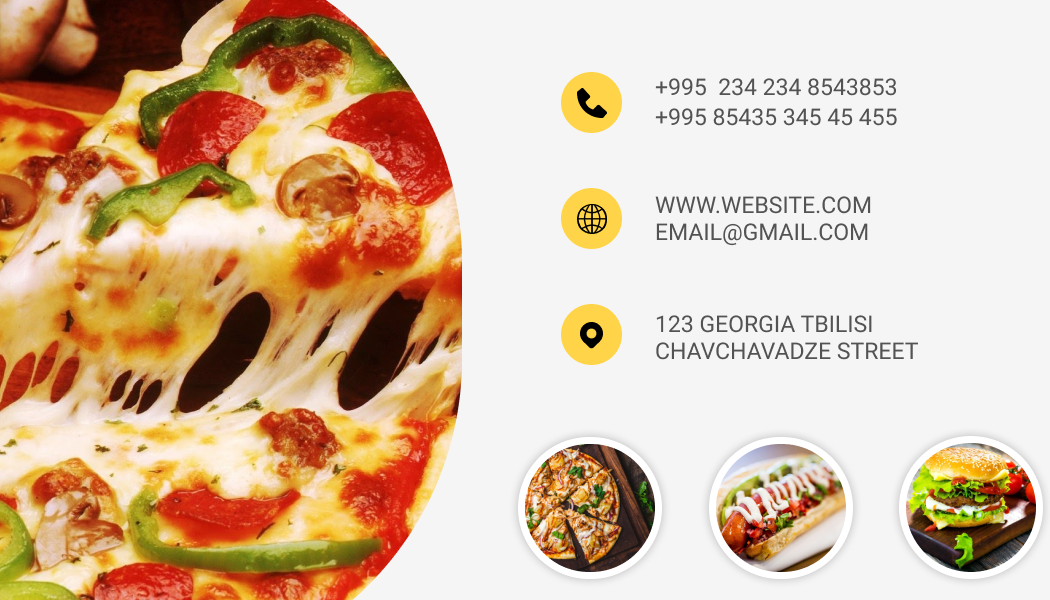 +995  234 234 8543853
+995 85435 345 45 455
WWW.WEBSITE.COM
EMAIL@GMAIL.COM
123 GEORGIA TBILISI
CHAVCHAVADZE STREET